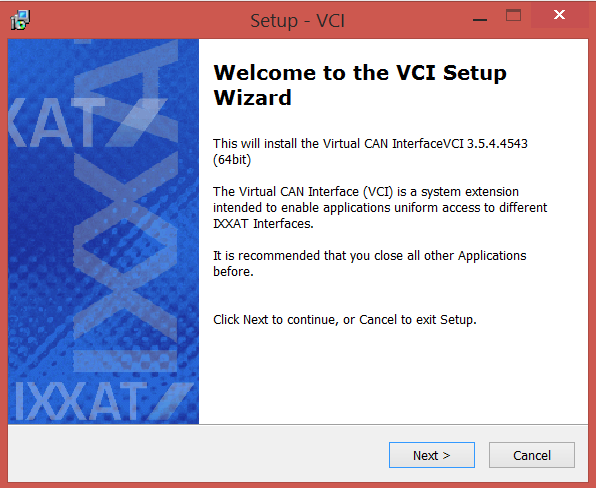 Setup - VCI
Welcome to the VCI Setup
Wizard
This will install the Virtual CAN InterfaceVCI 3.5.4.4543
(64bit)
The Virtual CAN Interface (VCI) is a system extension
intended to enable applications uniform access to different
IXXAT Interfaces.
It is recommended that you close all other Applications
before.
Click Next to continue, or Cancel to exit Setup.
XAT
IXXA
IXXAT
Next >
Cancel